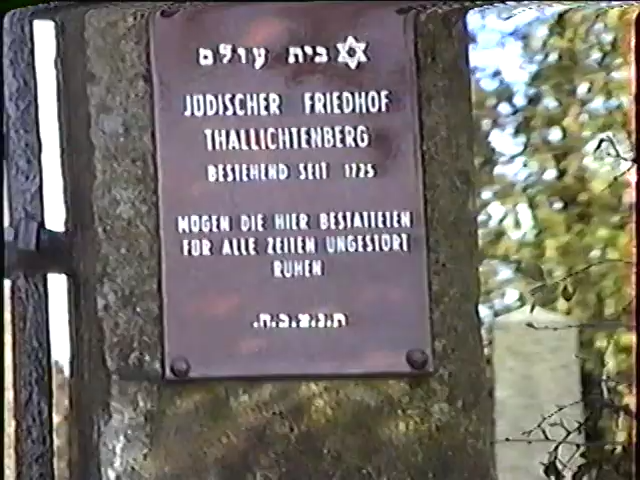 בית עולם
JÜDISCHER FRIEDHOF
THALLICHTENBERG
BESTEHEND SEIT 1725
MÖGEN DIE HIER BESTATTETEN
FÜR ALLE ZEITEN UNGESTÖRT
RUHEN
ת.נ.צ.ב.ה.